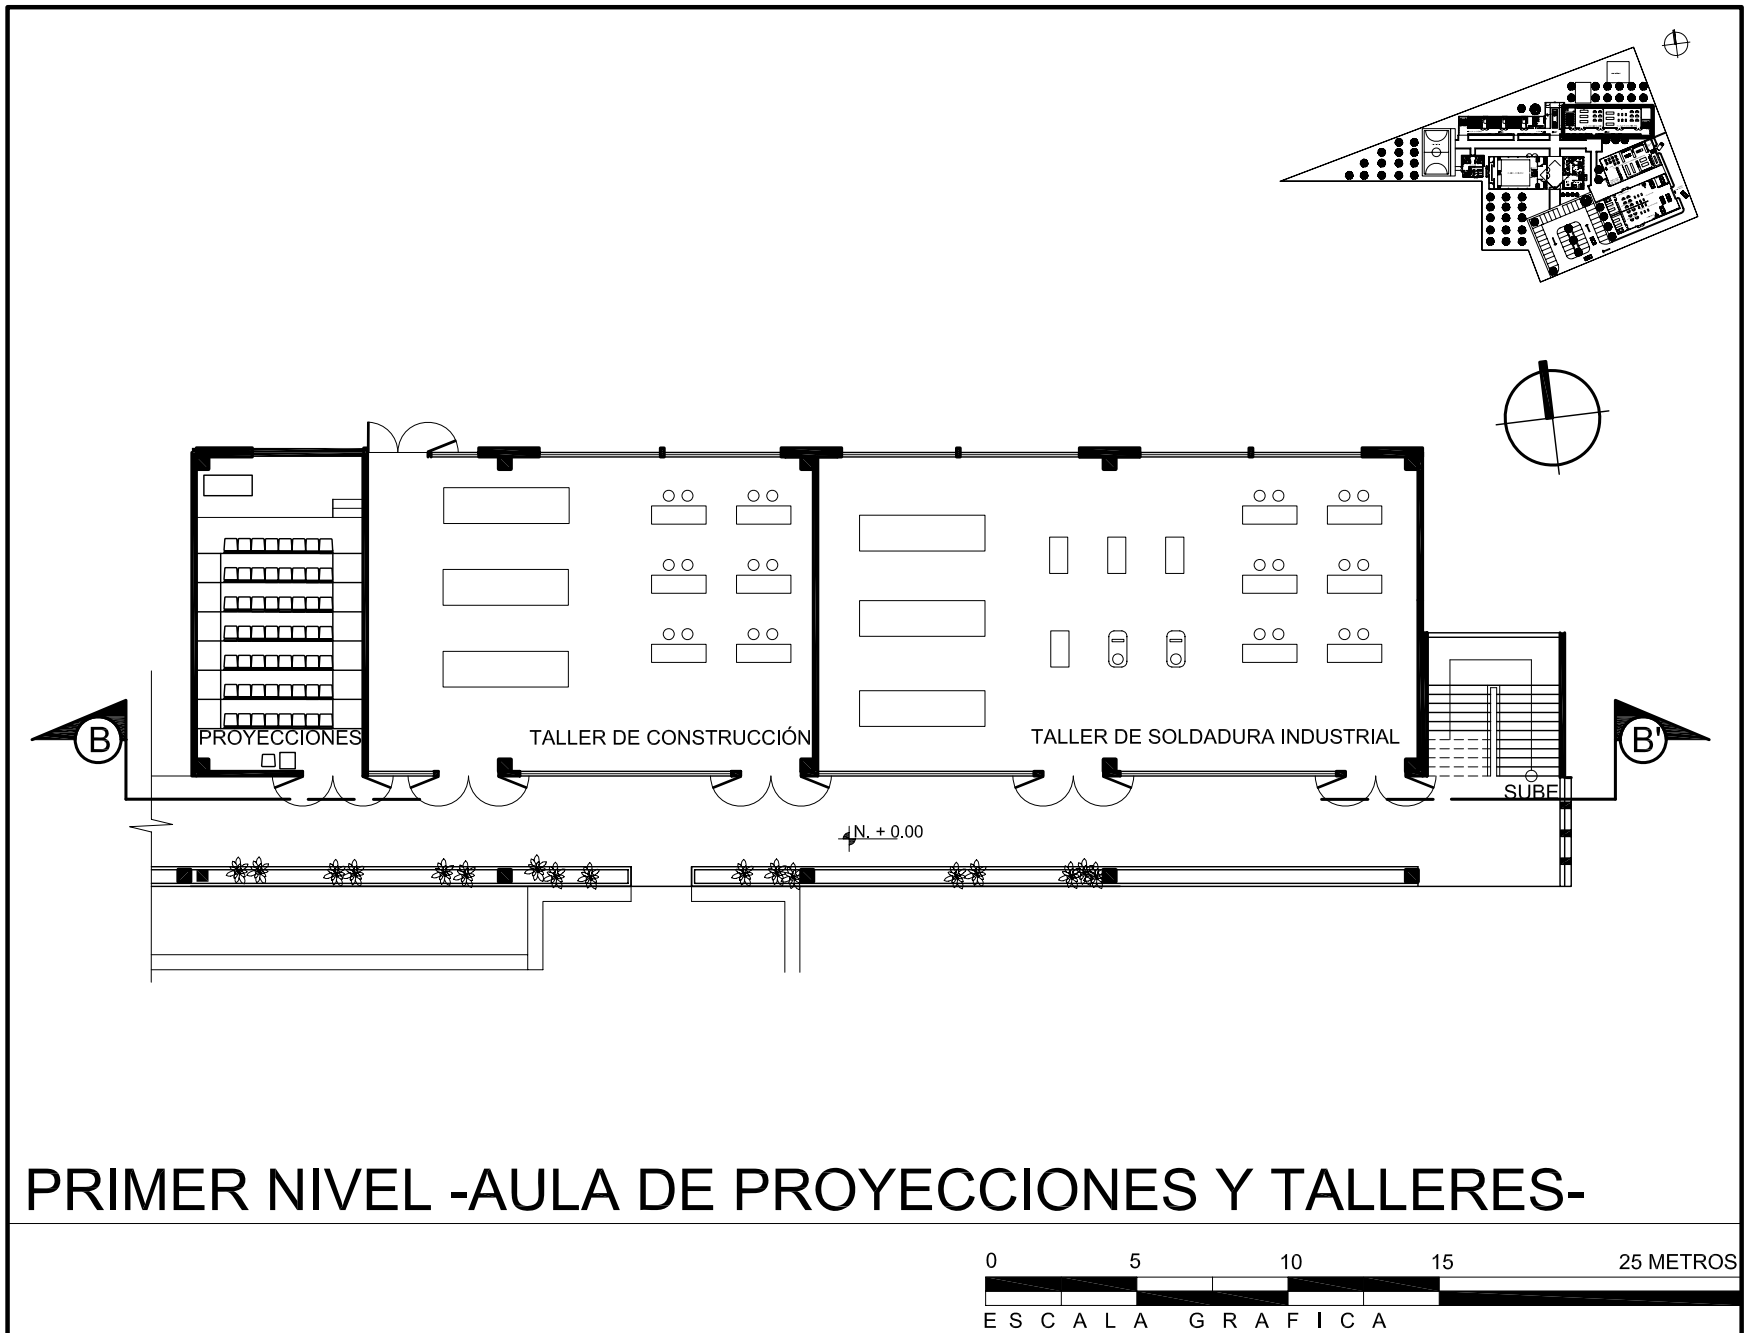 PROYECCIONES
TALLER DE CONSTRUCCIÓN
TALLER DE SOLDADURA INDUSTRIAL
B
B'
SUBE
N. + 0.00
PRIMER NIVEL -AULA DE PROYECCIONES Y TALLERES-
0 5 10 15 25 METROS
ESCALA GRAFICA